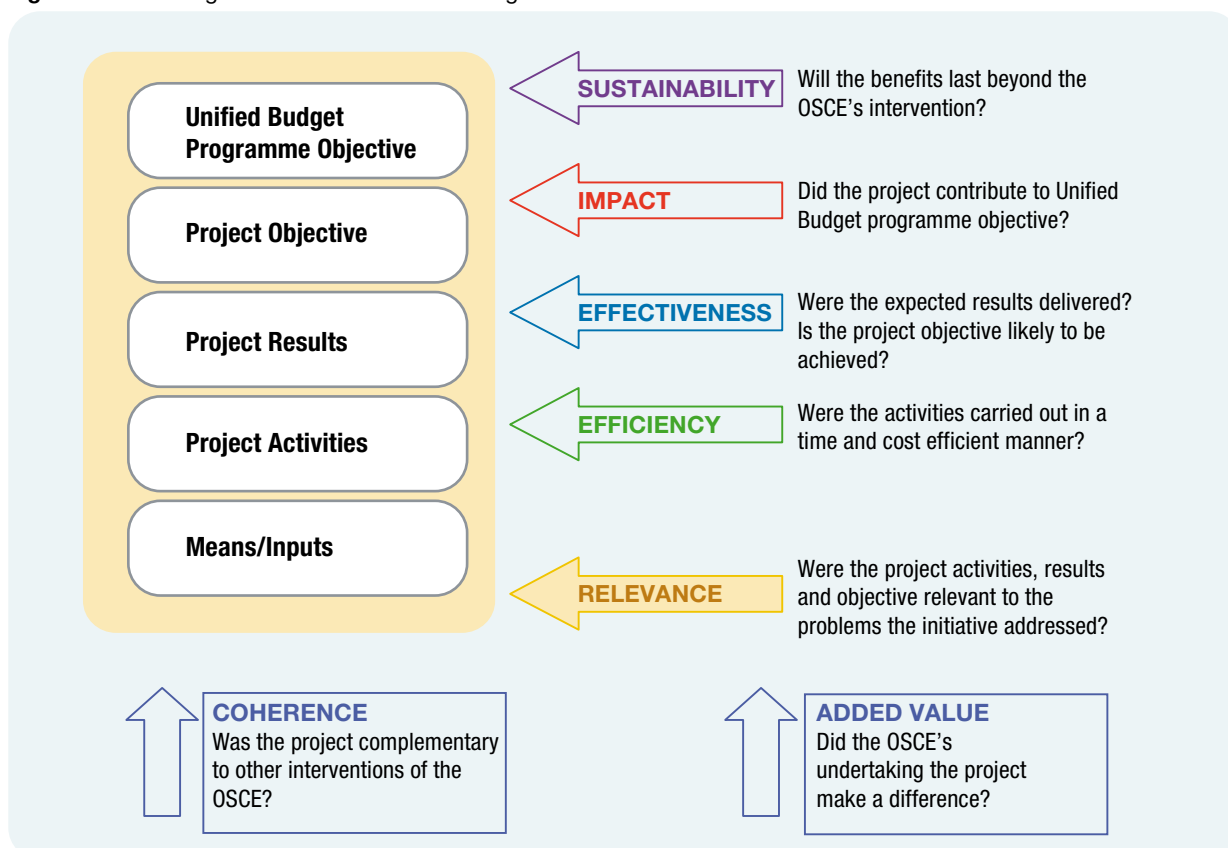 Unified Budget
Programme Objective
Project Objective
Project Results
Project Activities
Means/Inputs
SUSTAINABILITY
Will the benefits last beyond the
OSCE's intervention?
IMPACT
Did the project contribute to Unified
Budget programme objective?
EFFECTIVENESS
Were the expected results delivered?
Is the project objective likely to be
achieved?
EFFICIENCY
Were the activities carried out in a
time and cost efficient manner?
RELEVANCE
Were the project activities, results
and objective relevant to the
problems the initiative addressed?
COHERENCE
Was the project complementary
to other interventions of the
OSCE?
ADDED VALUE
Did the OSCE's
undertaking the project
make a difference?